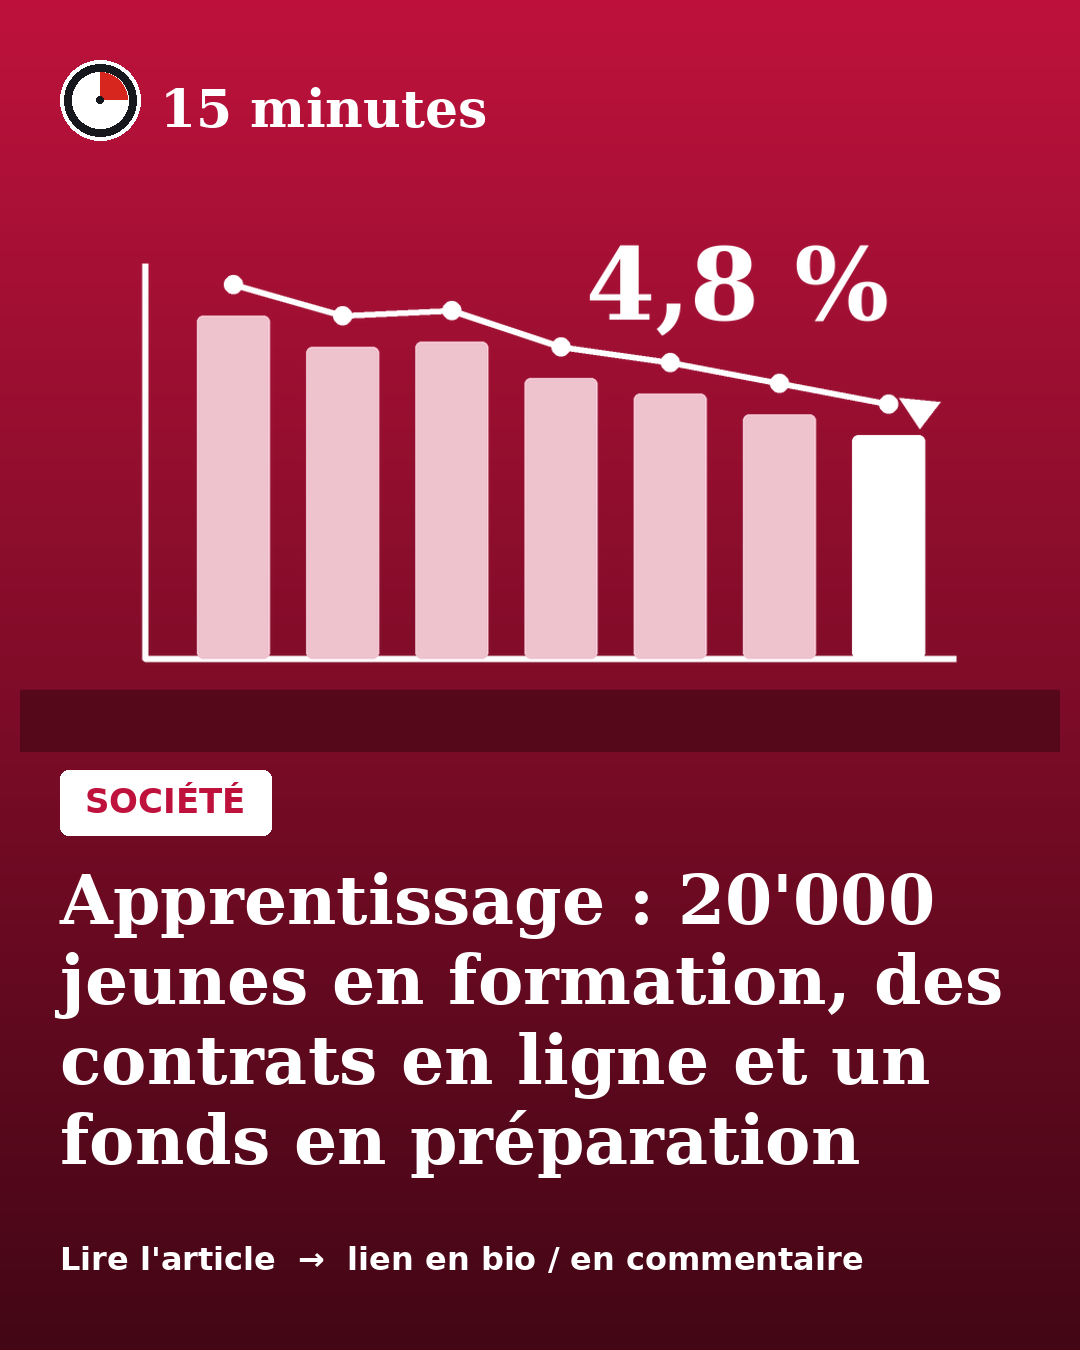 15 minutes
4,8 %
SOCIÉTÉ
Apprentissage : 20'000
jeunes en formation, des
contrats en ligne et un
fonds en préparation
Lire l'article → lien en bio / en commentaire